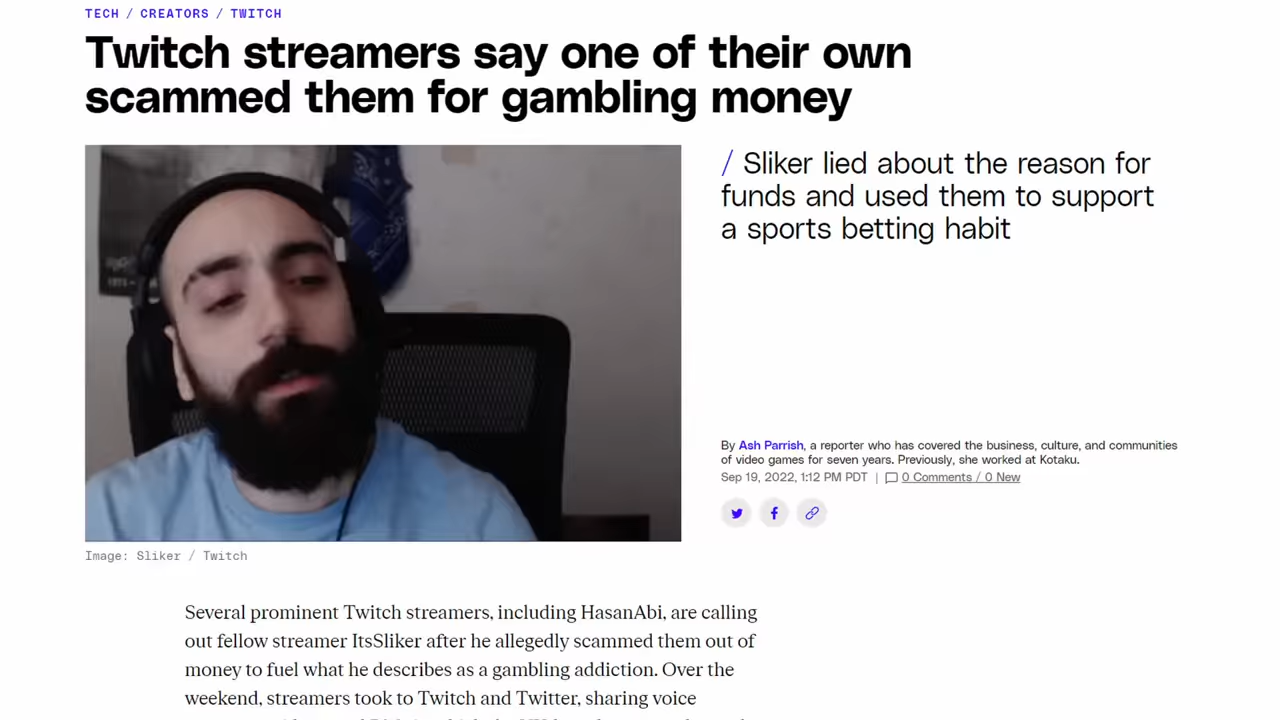 TECH / CREATORS / TWITCH
Twitch streamers say one of their own
scammed them for gambling money
/ Sliker lied about the reason for
funds and used them to support
a sports betting habit
By Ash Parrish, a reporter who has covered the business, culture, and communities
of video games for seven years. Previously, she worked at Kotaku.
Sep 19, 2022, 1:12 PM PDT | 0 Comments / 0 New
Image: Sliker / Twitch
Several prominent Twitch streamers, including HasanAbi, are calling
out fellow streamer ItsSliker after he allegedly scammed them out of
money to fuel what he describes as a gambling addiction. Over the
weekend, streamers took to Twitch and Twitter, sharing voice